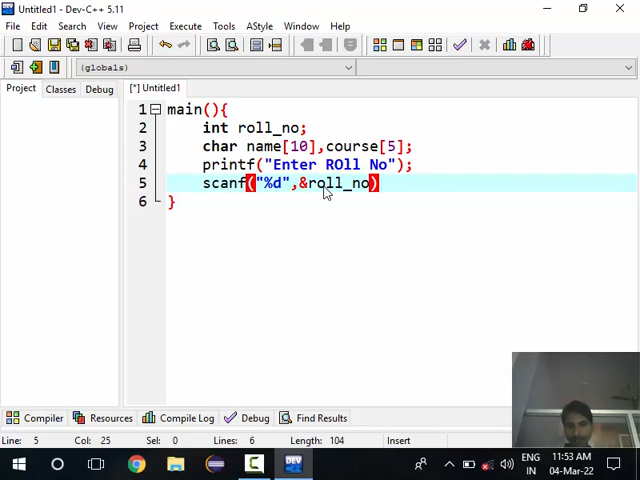 Untitled1 - Dev-C++ 5.11
File Edit Search View Project Execute Tools AStyle Window Help
(globals)
Project Classes Debug
[*] Untitled1
1 main(){
2 int roll_no;
3 char name[10],course[5];
4 printf("Enter ROll No");
5 scanf("%d",&roll_no)
6 }
Compiler Resources Compile Log Debug Find Results
Line: 5 Col: 25 Sel: 0 Lines: 6 Length: 104 Insert
ENG 11:53 AM
IN 04-Mar-22